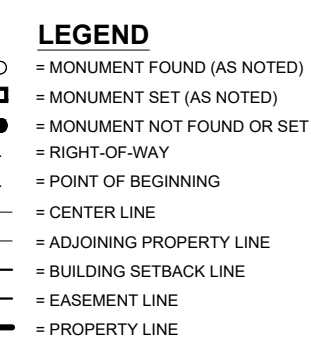 LEGEND
= MONUMENT FOUND (AS NOTED)
= MONUMENT SET (AS NOTED)
= MONUMENT NOT FOUND OR SET
= RIGHT-OF-WAY
= POINT OF BEGINNING
= CENTER LINE
= ADJOINING PROPERTY LINE
= BUILDING SETBACK LINE
= EASEMENT LINE
= PROPERTY LINE